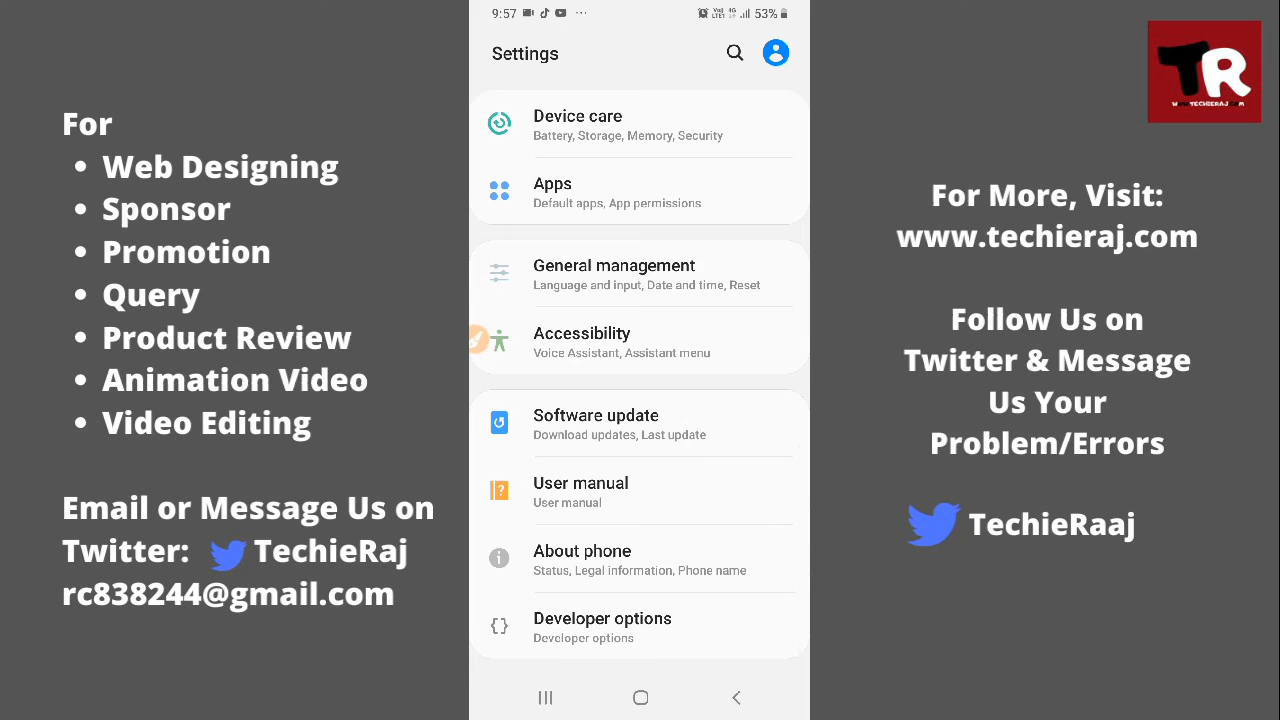 For
• Web Designing
• Sponsor
• Promotion
• Query
• Product Review
• Animation Video
• Video Editing
Email or Message Us on
Twitter: TechieRaj
rc838244@gmail.com
9:57 ··· 53%
Settings
Device care
Battery, Storage, Memory, Security
Apps
Default apps, App permissions
General management
Language and input, Date and time, Reset
Accessibility
Voice Assistant, Assistant menu
Software update
Download updates, Last update
User manual
User manual
About phone
Status, Legal information, Phone name
Developer options
Developer options
TR
WWW.TECHIERAJ.COM
For More, Visit:
www.techieraj.com
Follow Us on
Twitter & Message
Us Your
Problem/Errors
TechieRaaj